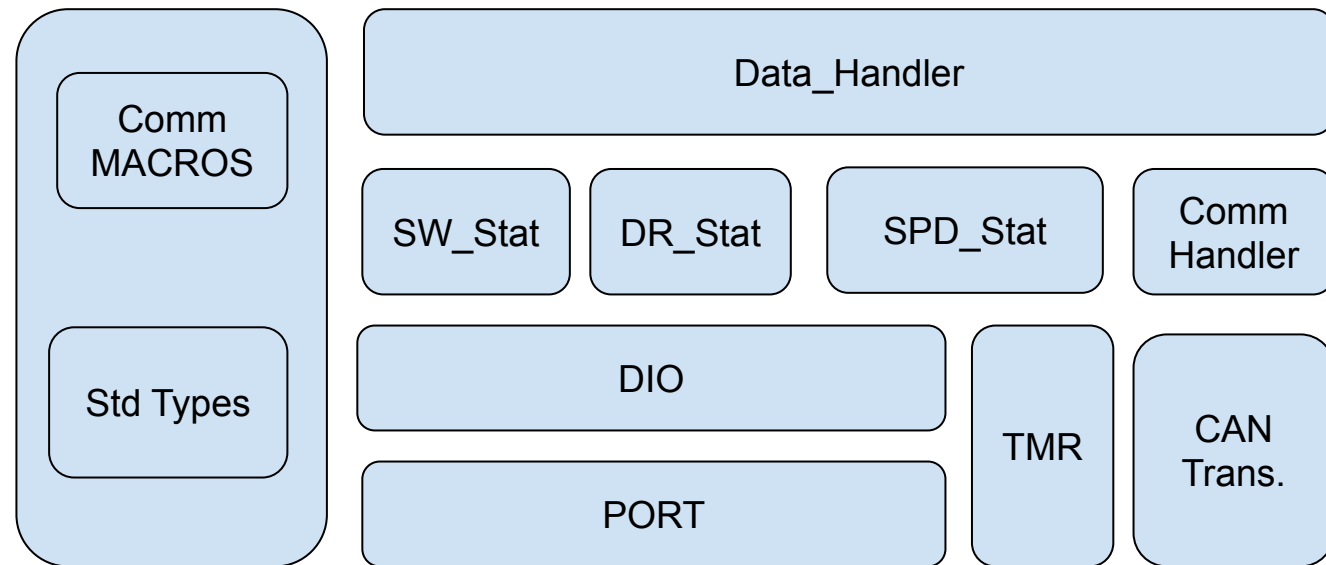 Comm
MACROS
Std Types
Data_Handler
SW_Stat
DR_Stat
SPD_Stat
Comm
Handler
DIO
TMR
CAN
Trans.
PORT